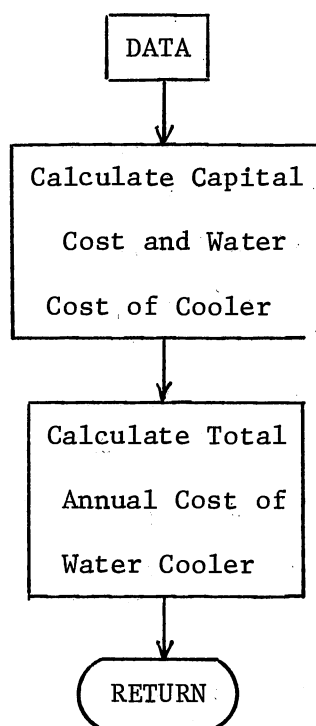 DATA
Calculate Capital
Cost and Water
Cost of Cooler
Calculate Total
Annual Cost of
Water Cooler
RETURN